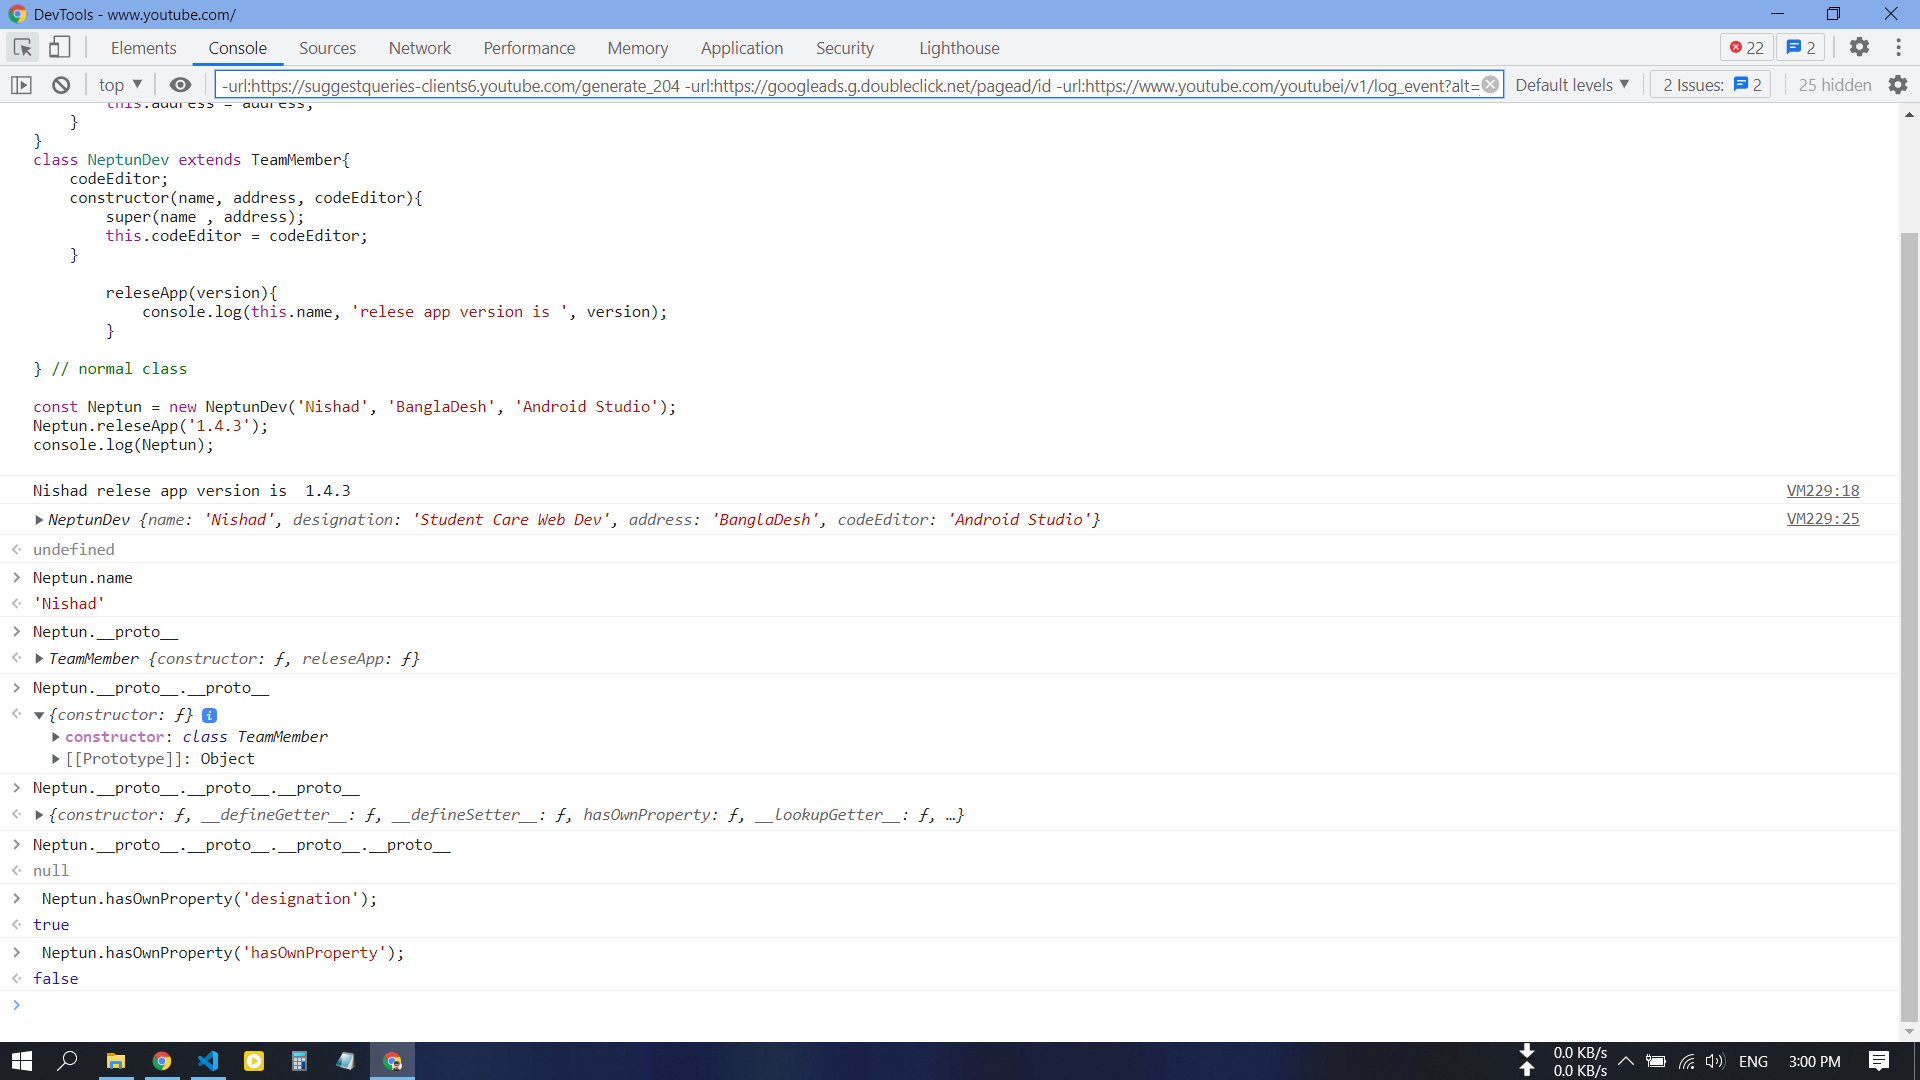 DevTools - www.youtube.com/
Elements Console Sources Network Performance Memory Application Security Lighthouse 22 2
top -url:https://suggestqueries-clients6.youtube.com/generate_204 -url:https://googleads.g.doubleclick.net/pagead/id -url:https://www.youtube.com/youtubei/v1/log_event?alt= Default levels 2 Issues: 2 25 hidden
this.address = address;
}
}
class NeptunDev extends TeamMember{
codeEditor;
constructor(name, address, codeEditor){
super(name , address);
this.codeEditor = codeEditor;
}
releseApp(version){
console.log(this.name, 'relese app version is ', version);
}
} // normal class
const Neptun = new NeptunDev('Nishad', 'BanglaDesh', 'Android Studio');
Neptun.releseApp('1.4.3');
console.log(Neptun);
Nishad relese app version is  1.4.3 VM229:18
NeptunDev {name: 'Nishad', designation: 'Student Care Web Dev', address: 'BanglaDesh', codeEditor: 'Android Studio'} VM229:25
undefined
Neptun.name
'Nishad'
Neptun.__proto__
TeamMember {constructor: ƒ, releseApp: ƒ}
Neptun.__proto__.__proto__
{constructor: ƒ} i
constructor: class TeamMember
[[Prototype]]: Object
Neptun.__proto__.__proto__.__proto__
{constructor: ƒ, __defineGetter__: ƒ, __defineSetter__: ƒ, hasOwnProperty: ƒ, __lookupGetter__: ƒ, …}
Neptun.__proto__.__proto__.__proto__.__proto__
null
Neptun.hasOwnProperty('designation');
true
Neptun.hasOwnProperty('hasOwnProperty');
false
0.0 KB/s
0.0 KB/s
ENG 3:00 PM